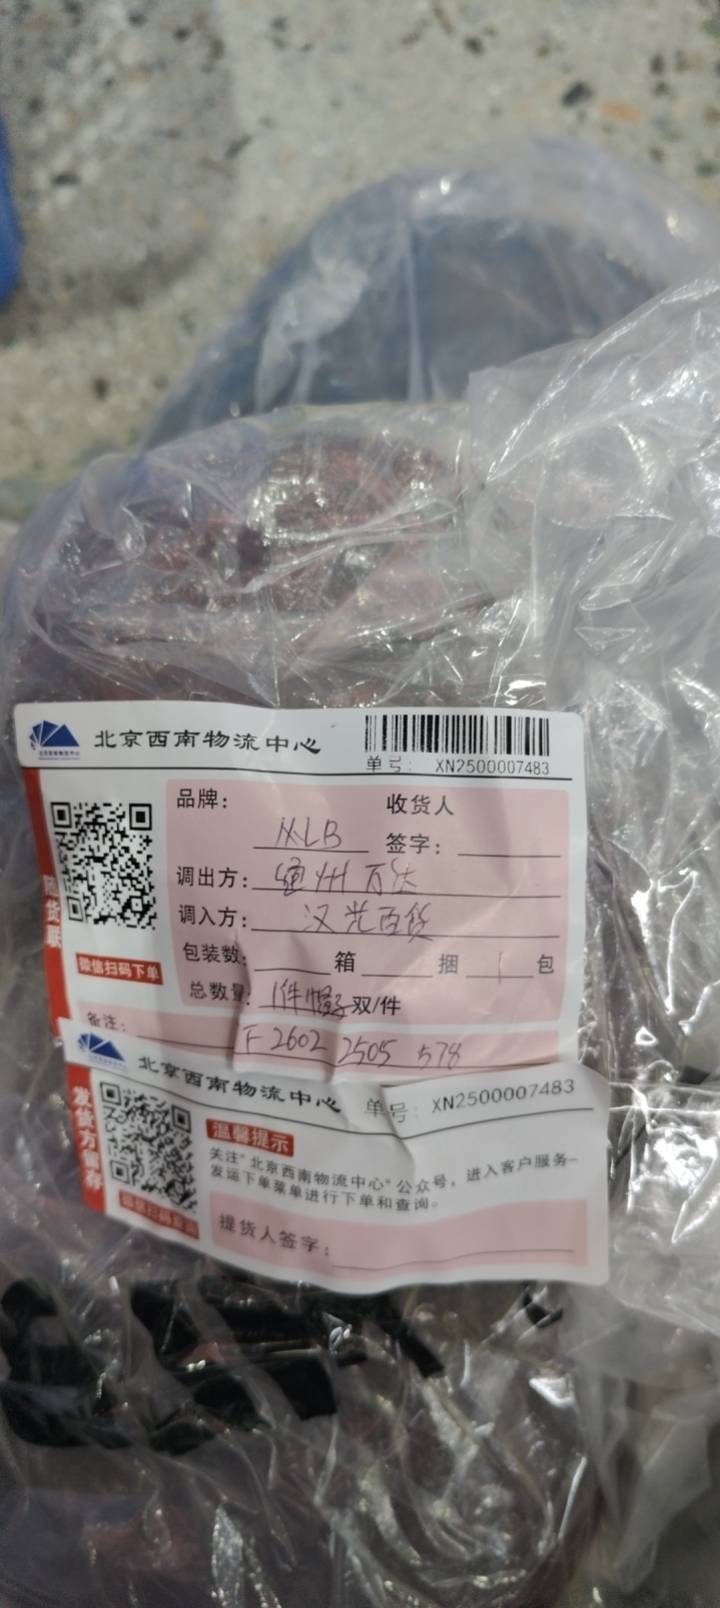 北京西南物流中心
单号: XN2500007483
品牌: MLB 收货人
签字:
调出方: 通州万达
调入方: 汉光百货
包装数: 箱 捆 1 包
总数量: 1件帽子 双/件
备注: F 2602 2505 578
随货联
微信扫码下单
北京西南物流中心 单号: XN2500007483
发货方留存
温馨提示
关注"北京西南物流中心"公众号,进入客户服务-
发运下单菜单进行下单和查询。
提货人签字: